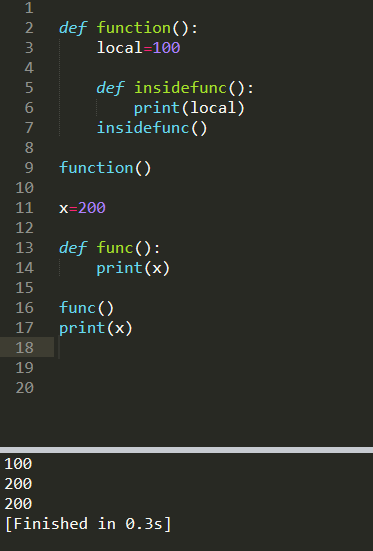 1
2 def function():
3     local=100
4
5     def insidefunc():
6         print(local)
7     insidefunc()
8
9 function()
10
11 x=200
12
13 def func():
14     print(x)
15
16 func()
17 print(x)
18
19
20
100
200
200
[Finished in 0.3s]